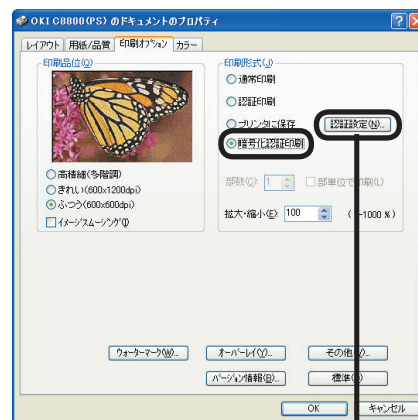 OKI C8800(PS) のドキュメントのプロパティ
レイアウト 用紙/品質 印刷オプション カラー
印刷品位(Q)
高精細(多階調)
きれい(600x1200dpi)
ふつう(600x600dpi)
イメージスムージング(I)
印刷形式(J)
通常印刷
認証印刷
プリンタに保存 認証設定(N)...
暗号化認証印刷
部数(C): 1 部単位で印刷(L)
拡大・縮小(E): 100 -1000 %)
ウォーターマーク(W)... オーバーレイ(Y)... その他
バージョン情報(B)... 標準
OK キャンセル